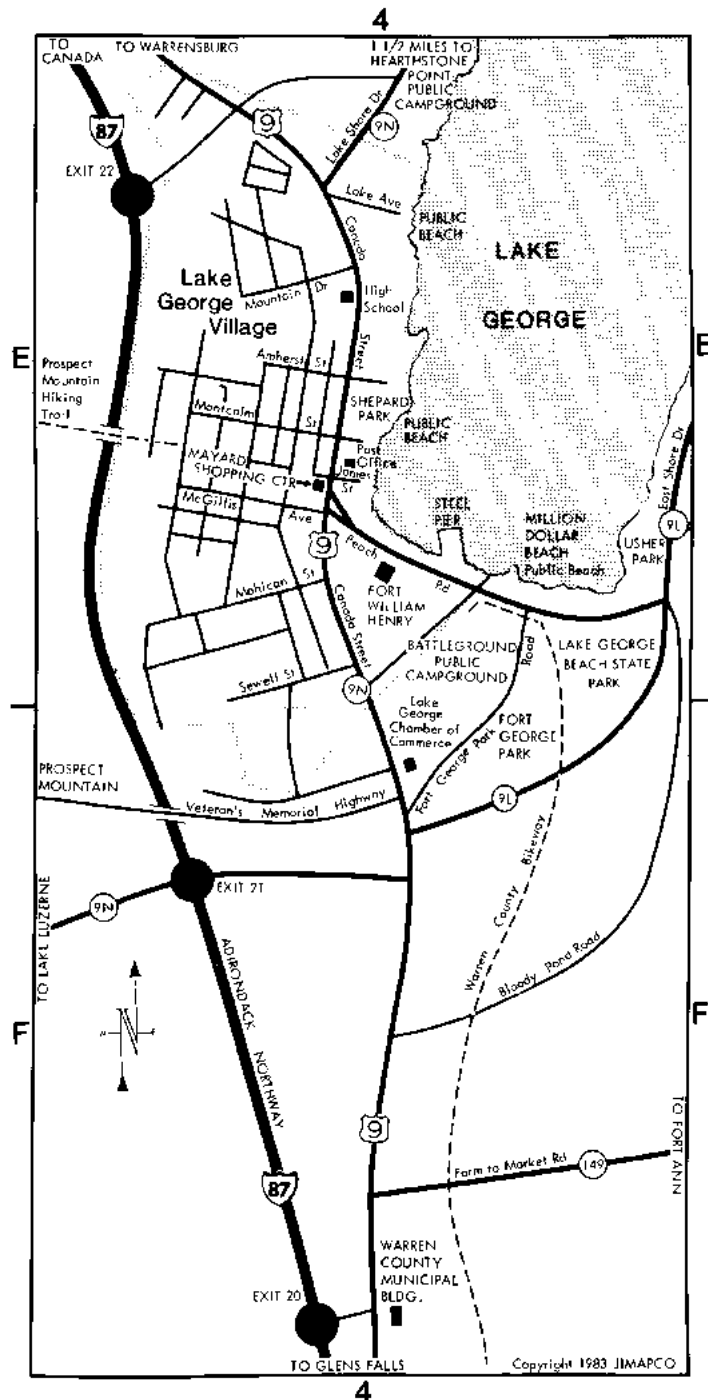 4
TO
CANADA
TO WARRENSBURG
1 1/2 MILES TO
HEARTHSTONE
POINT
PUBLIC
CAMPGROUND
87
9
Lake Shore Dr
9N
EXIT 22
Lake Ave
Canada
PUBLIC
BEACH
LAKE
GEORGE
Lake
George
Village
Mountain Dr
High
School
Street
E
E
Prospect
Mountain
Hiking
Trail
Amherst St
SHEPARD
PARK
Montcalm
St
PUBLIC
BEACH
Post
Office
MAYARD
SHOPPING CTR
James
St
McGillis
Ave
East Shore Dr
9L
STEEL
PIER
MILLION
DOLLAR
BEACH
Public Beach
USHER
PARK
9
Beach
Rd
Mohican St
FORT
WILLIAM
HENRY
Canada Street
BATTLEGROUND
PUBLIC
CAMPGROUND
Road
LAKE GEORGE
BEACH STATE
PARK
Sewell St
9N
Lake
George
Chamber of
Commerce
FORT
GEORGE
PARK
Fort George Park
PROSPECT
MOUNTAIN
Veteran's Memorial Highway
9L
Warren County Bikeway
EXIT 21
9N
TO LAKE LUZERNE
Bloody Pond Road
ADIRONDACK NORTHWAY
N
F
F
9
TO FORT ANN
Farm to Market Rd
149
87
WARREN
COUNTY
MUNICIPAL
BLDG.
EXIT 20
TO GLENS FALLS
Copyright 1983 JIMAPCO
4